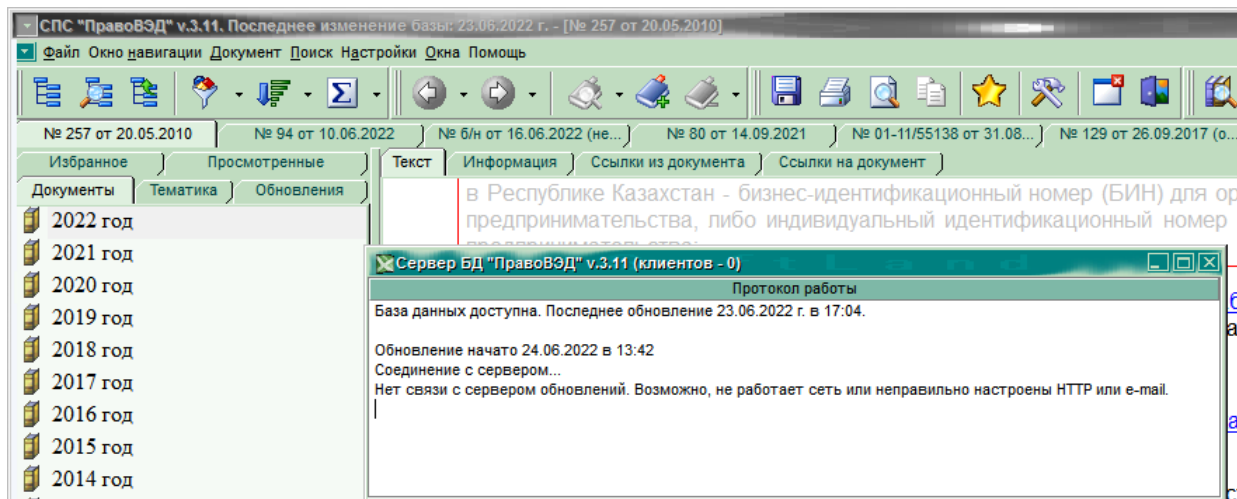 СПС "ПравоВЭД" v.3.11. Последнее изменение базы: 23.06.2022 г. - [№ 257 от 20.05.2010]
Файл Окно навигации Документ Поиск Настройки Окна Помощь
№ 257 от 20.05.2010 № 94 от 10.06.2022 № б/н от 16.06.2022 (не...) № 80 от 14.09.2021 № 01-11/55138 от 31.08... № 129 от 26.09.2017 (о...
Избранное Просмотренные
Документы Тематика Обновления
2022 год
2021 год
2020 год
2019 год
2018 год
2017 год
2016 год
2015 год
2014 год
Текст Информация Ссылки из документа Ссылки на документ
в Республике Казахстан - бизнес-идентификационный номер (БИН) для ор
предпринимательства, либо индивидуальный идентификационный номер
предпринимательства;
Сервер БД "ПравоВЭД" v.3.11 (клиентов - 0)
Протокол работы
База данных доступна. Последнее обновление 23.06.2022 г. в 17:04.
Обновление начато 24.06.2022 в 13:42
Соединение с сервером...
Нет связи с сервером обновлений. Возможно, не работает сеть или неправильно настроены HTTP или e-mail.